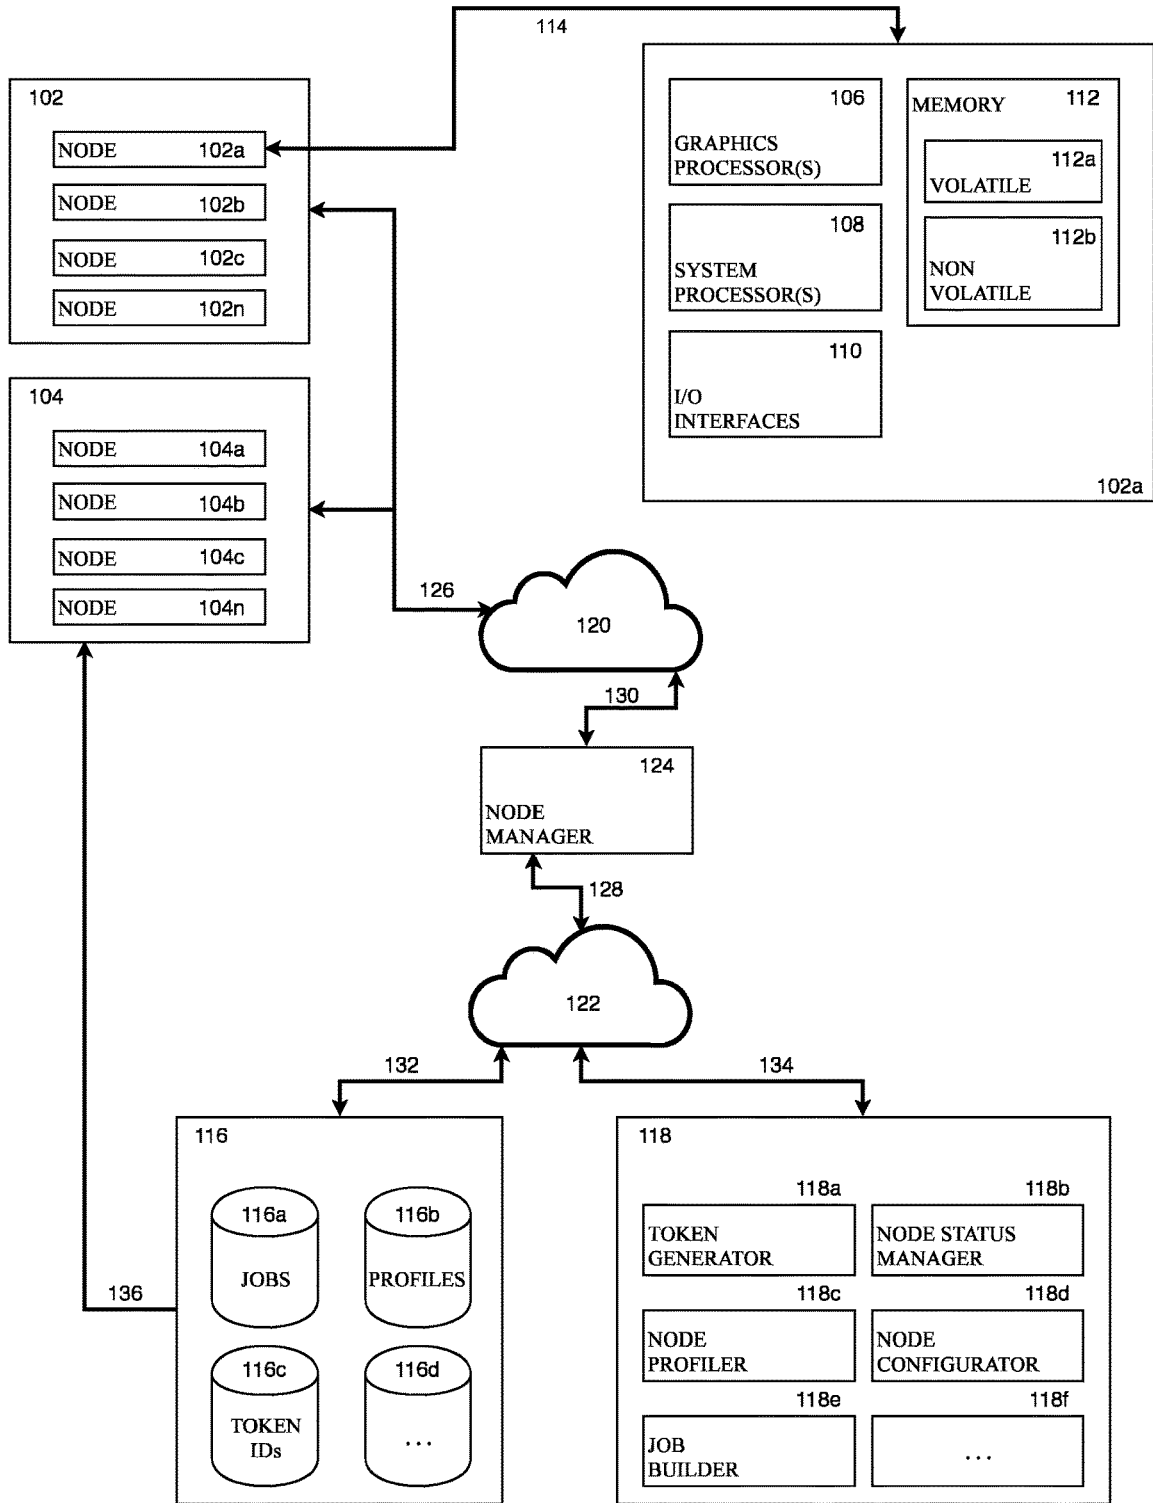 114
102
NODE 102a
NODE 102b
NODE 102c
NODE 102n
106
GRAPHICS
PROCESSOR(S)
108
SYSTEM
PROCESSOR(S)
110
I/O
INTERFACES
MEMORY 112
112a
VOLATILE
112b
NON
VOLATILE
102a
104
NODE 104a
NODE 104b
NODE 104c
NODE 104n
126
120
130
124
NODE
MANAGER
128
122
132
134
136
116
116a
JOBS
116b
PROFILES
116c
TOKEN
IDs
116d
...
118
118a
TOKEN
GENERATOR
118b
NODE STATUS
MANAGER
118c
NODE
PROFILER
118d
NODE
CONFIGURATOR
118e
JOB
BUILDER
118f
...